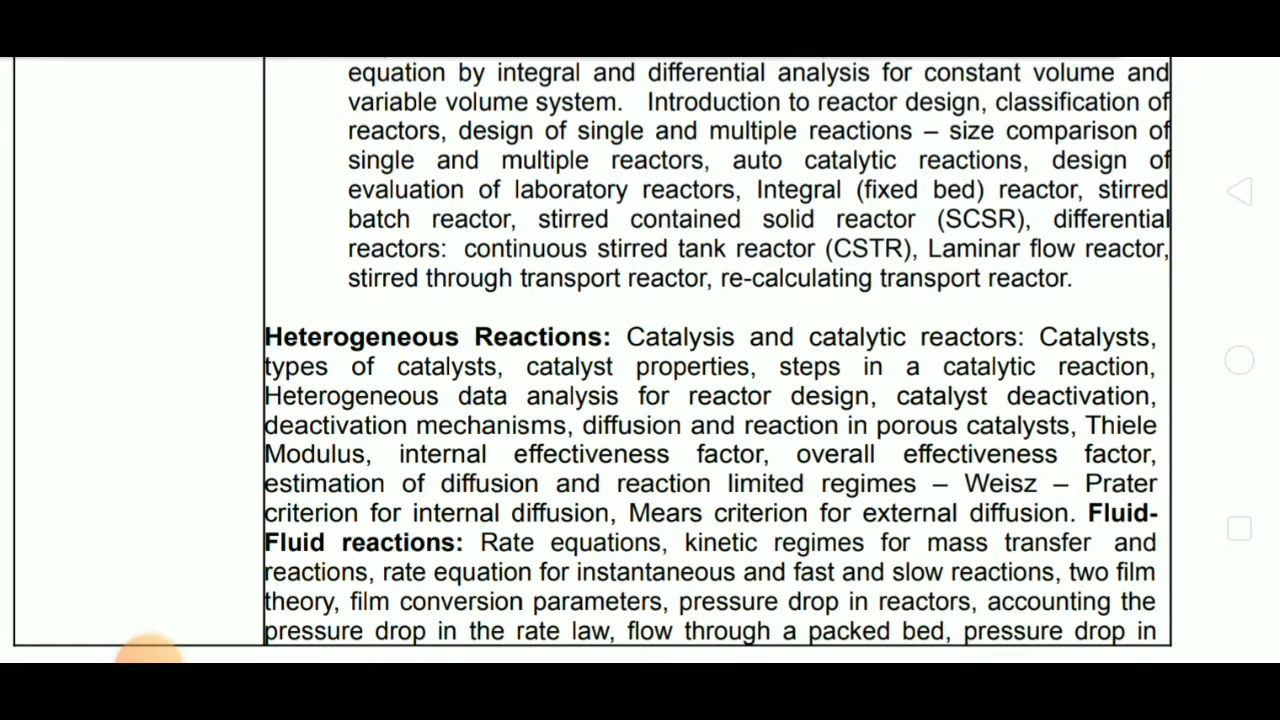 equation by integral and differential analysis for constant volume and
variable volume system. Introduction to reactor design, classification of
reactors, design of single and multiple reactions – size comparison of
single and multiple reactors, auto catalytic reactions, design of
evaluation of laboratory reactors, Integral (fixed bed) reactor, stirred
batch reactor, stirred contained solid reactor (SCSR), differential
reactors: continuous stirred tank reactor (CSTR), Laminar flow reactor,
stirred through transport reactor, re-calculating transport reactor.
Heterogeneous Reactions: Catalysis and catalytic reactors: Catalysts,
types of catalysts, catalyst properties, steps in a catalytic reaction,
Heterogeneous data analysis for reactor design, catalyst deactivation,
deactivation mechanisms, diffusion and reaction in porous catalysts, Thiele
Modulus, internal effectiveness factor, overall effectiveness factor,
estimation of diffusion and reaction limited regimes – Weisz – Prater
criterion for internal diffusion, Mears criterion for external diffusion. Fluid-
Fluid reactions: Rate equations, kinetic regimes for mass transfer and
reactions, rate equation for instantaneous and fast and slow reactions, two film
theory, film conversion parameters, pressure drop in reactors, accounting the
pressure drop in the rate law, flow through a packed bed, pressure drop in